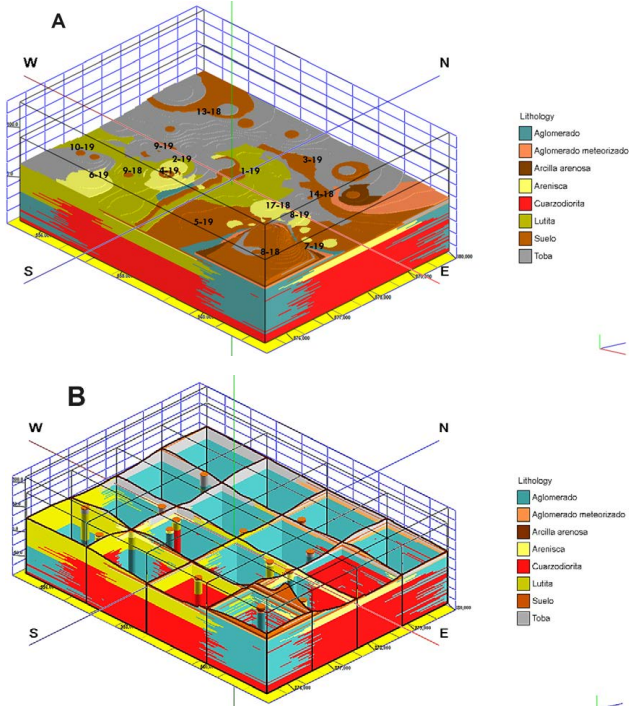 A
W
N
13-18
10-19
9-19
2-19
3-19
6-19
9-18
4-19
1-19
14-18
17-18
5-19
8-19
7-19
8-18
S
E
Lithology
Aglomerado
Aglomerado meteorizado
Arcilla arenosa
Arenisca
Cuarzodiorita
Lutita
Suelo
Toba
B
W
N
S
E
Lithology
Aglomerado
Aglomerado meteorizado
Arcilla arenosa
Arenisca
Cuarzodiorita
Lutita
Suelo
Toba